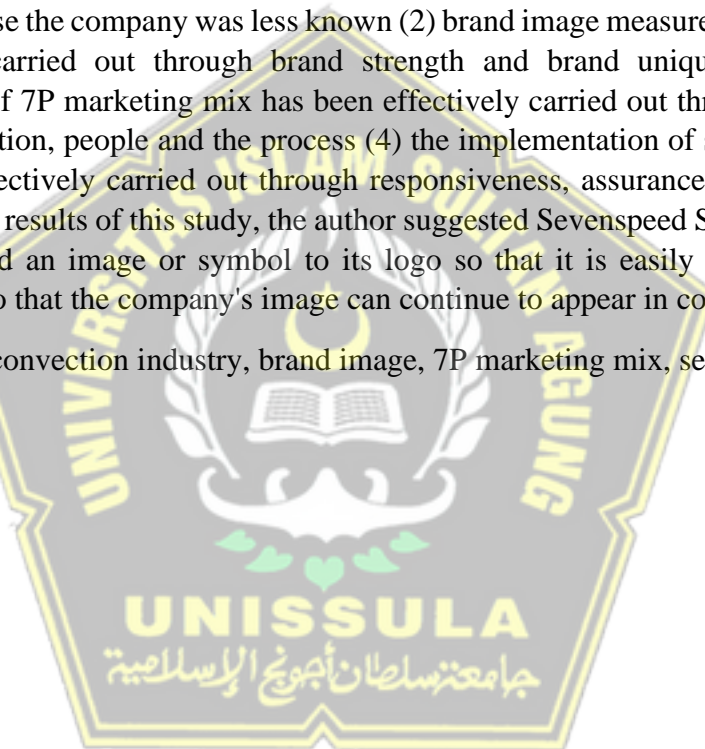 se the company was less known (2) brand image measure
carried out through brand strength and brand uniqu
f 7P marketing mix has been effectively carried out thr
tion, people and the process (4) the implementation of s
ectively carried out through responsiveness, assurance
results of this study, the author suggested Sevenspeed S
d an image or symbol to its logo so that it is easily
o that the company's image can continue to appear in co
convection industry, brand image, 7P marketing mix, se
UNIVERSITAS ISLAM SULTAN AGUNG
UNISSULA
جامعنسلطان أجونج الإسلامية